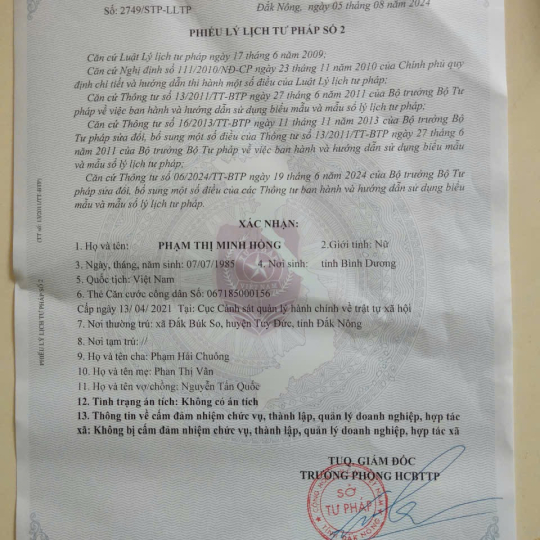 Số: 2749/STP-LLTP
Đắk Nông, ngày 05 tháng 08 năm 2024
PHIẾU LÝ LỊCH TƯ PHÁP SỐ 2
Căn cứ Luật Lý lịch tư pháp ngày 17 tháng 6 năm 2009;
Căn cứ Nghị định số 111/2010/NĐ-CP ngày 23 tháng 11 năm 2010 của Chính phủ quy
định chi tiết và hướng dẫn thi hành một số điều của Luật Lý lịch tư pháp;
Căn cứ Thông tư số 13/2011/TT-BTP ngày 27 tháng 6 năm 2011 của Bộ trưởng Bộ Tư
pháp về việc ban hành và hướng dẫn sử dụng biểu mẫu và mẫu sổ lý lịch tư pháp;
Căn cứ Thông tư số 16/2013/TT-BTP ngày 11 tháng 11 năm 2013 của Bộ trưởng Bộ
Tư pháp sửa đổi, bổ sung một số điều của Thông tư số 13/2011/TT-BTP ngày 27 tháng 6
năm 2011 của Bộ trưởng Bộ Tư pháp về việc ban hành và hướng dẫn sử dụng biểu mẫu
và mẫu sổ lý lịch tư pháp;
Căn cứ Thông tư số 06/2024/TT-BTP ngày 19 tháng 6 năm 2024 của Bộ trưởng Bộ Tư
pháp sửa đổi, bổ sung một số điều của các Thông tư ban hành và hướng dẫn sử dụng biểu
mẫu và mẫu sổ lý lịch tư pháp.
XÁC NHẬN:
1. Họ và tên: PHẠM THỊ MINH HỒNG 2.Giới tính: Nữ
3. Ngày, tháng, năm sinh: 07/07/1985 4. Nơi sinh: tỉnh Bình Dương
5. Quốc tịch: Việt Nam
6. Thẻ Căn cước công dân Số: 067185000156
Cấp ngày 13/ 04/ 2021 Tại: Cục Cảnh sát quản lý hành chính về trật tự xã hội
7. Nơi thường trú: xã Đắk Búk So, huyện Tuy Đức, tỉnh Đắk Nông
8. Nơi tạm trú: //
9. Họ và tên cha: Phạm Hải Chuông
10. Họ và tên mẹ: Phan Thị Vân
11. Họ và tên vợ/chồng: Nguyễn Tấn Quốc
12. Tình trạng án tích: Không có án tích
13. Thông tin về cấm đảm nhiệm chức vụ, thành lập, quản lý doanh nghiệp, hợp tác
xã: Không bị cấm đảm nhiệm chức vụ, thành lập, quản lý doanh nghiệp, hợp tác xã
TUQ. GIÁM ĐỐC
TRƯỞNG PHÒNG HCBTTP
SỞ
TƯ PHÁP
TỈNH ĐẮK NÔNG
PHIẾU LÝ LỊCH TƯ PHÁP SỐ 2